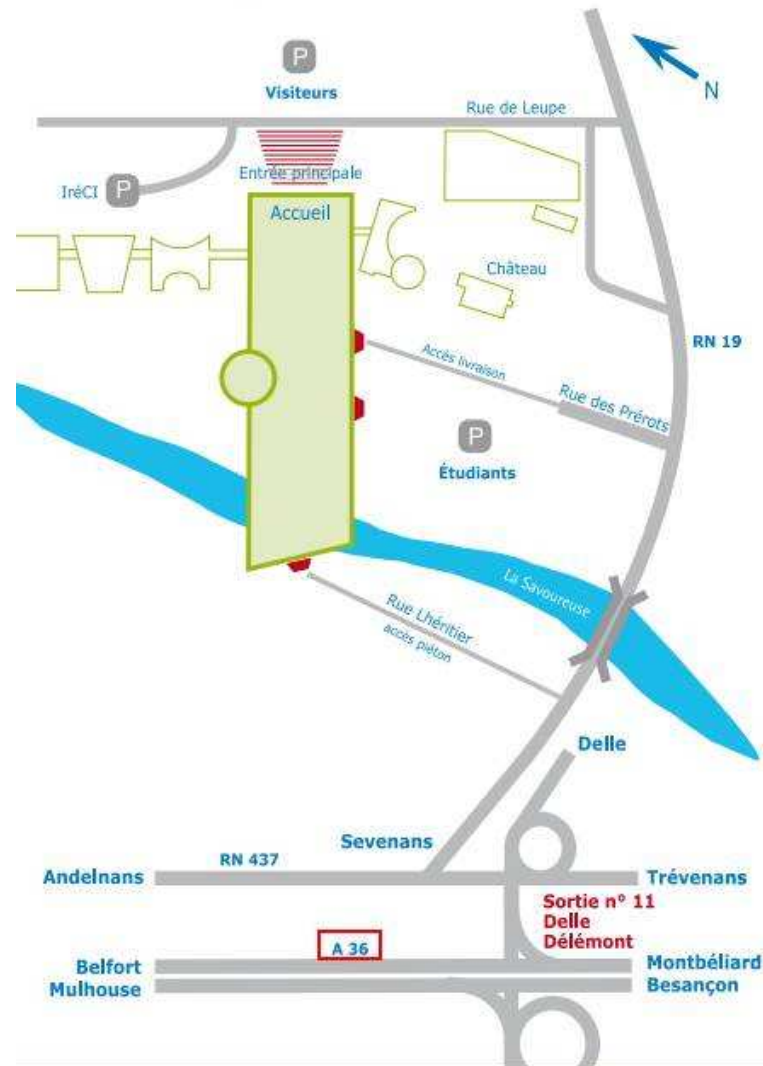 P
Visiteurs
N
Rue de Leupe
Entrée principale
IréCI
P
Accueil
Château
RN 19
Accès livraison
Rue des Prérots
P
Étudiants
La Savoureuse
Rue Lhéritier
accès piéton
Delle
Sevenans
RN 437
Andelnans
Trévenans
Sortie n° 11
Delle
Délémont
A 36
Belfort
Montbéliard
Mulhouse
Besançon